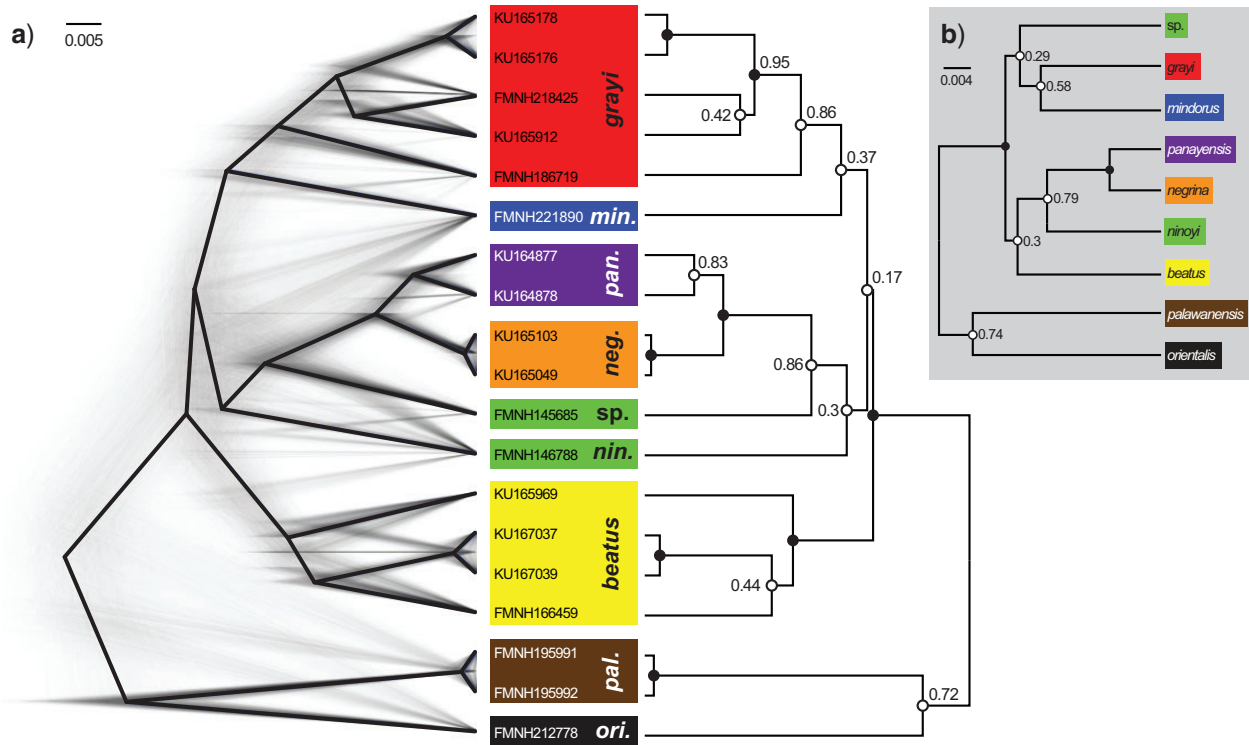 a)
0.005
KU165178
KU165176
FMNH218425
KU165912
FMNH186719
grayi
FMNH221890 min.
KU164877
KU164878
pan.
KU165103
KU165049
neg.
FMNH145685 sp.
FMNH146788 nin.
KU165969
KU167037
KU167039
FMNH166459
beatus
FMNH195991
FMNH195992
pal.
FMNH212778 ori.
0.95
0.42
0.86
0.37
0.83
0.17
0.86
0.3
0.44
0.72
b)
0.004
sp.
0.29
grayi
0.58
mindorus
panayensis
negrina
0.79
ninoyi
0.3
beatus
palawanensis
0.74
orientalis